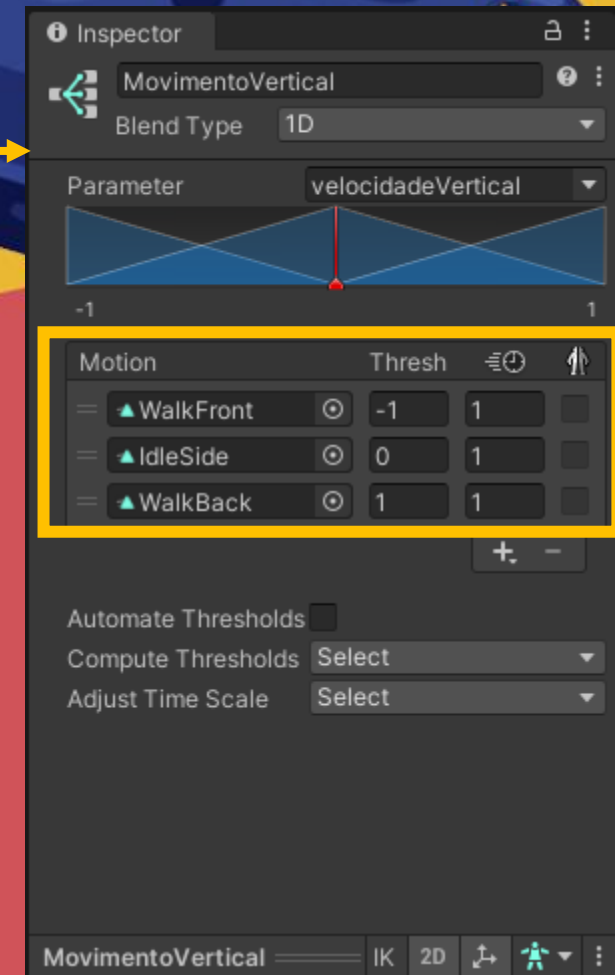 Inspector
MovimentoVertical
Blend Type 1D
Parameter velocidadeVertical
-1 1
Motion Thresh
WalkFront -1 1
IdleSide 0 1
WalkBack 1 1
+ -
Automate Thresholds
Compute Thresholds Select
Adjust Time Scale Select
MovimentoVertical IK 2D